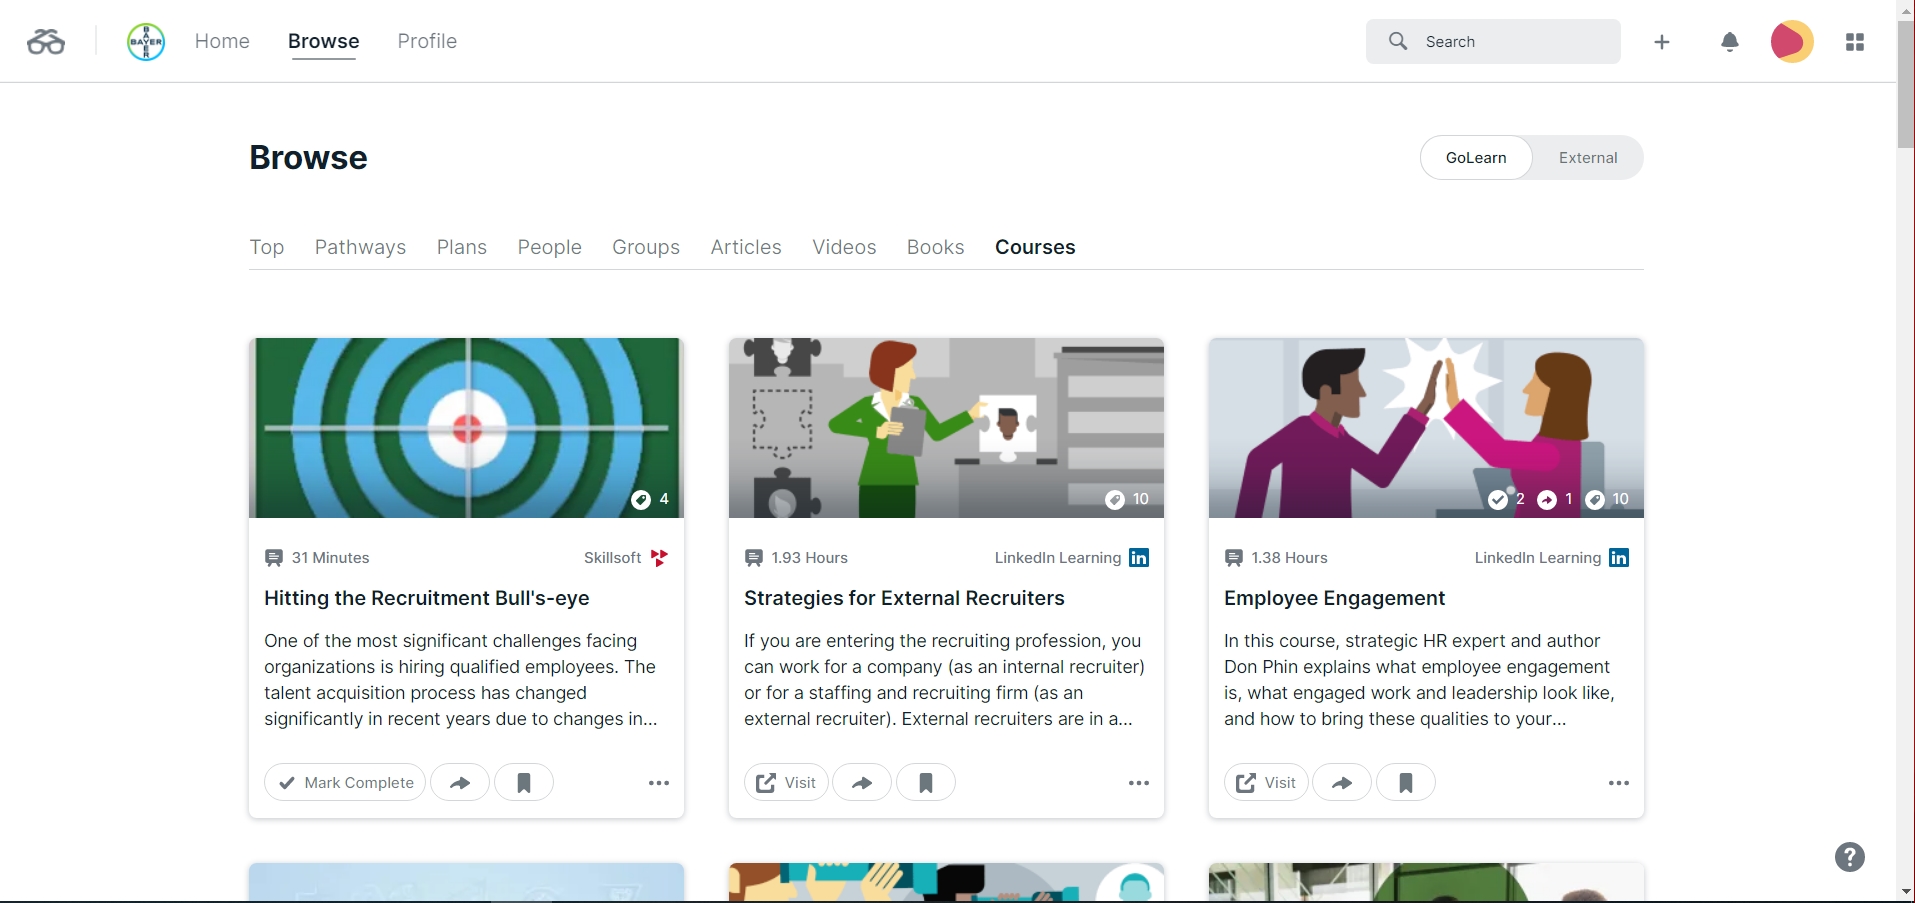 BAYER
BAYER
Home
Browse
Profile
Search
Browse
GoLearn
External
Top
Pathways
Plans
People
Groups
Articles
Videos
Books
Courses
4
10
2
1
10
31 Minutes
Skillsoft
Hitting the Recruitment Bull's-eye
One of the most significant challenges facing
organizations is hiring qualified employees. The
talent acquisition process has changed
significantly in recent years due to changes in...
Mark Complete
1.93 Hours
LinkedIn Learning
in
Strategies for External Recruiters
If you are entering the recruiting profession, you
can work for a company (as an internal recruiter)
or for a staffing and recruiting firm (as an
external recruiter). External recruiters are in a...
Visit
1.38 Hours
LinkedIn Learning
in
Employee Engagement
In this course, strategic HR expert and author
Don Phin explains what employee engagement
is, what engaged work and leadership look like,
and how to bring these qualities to your...
Visit
?